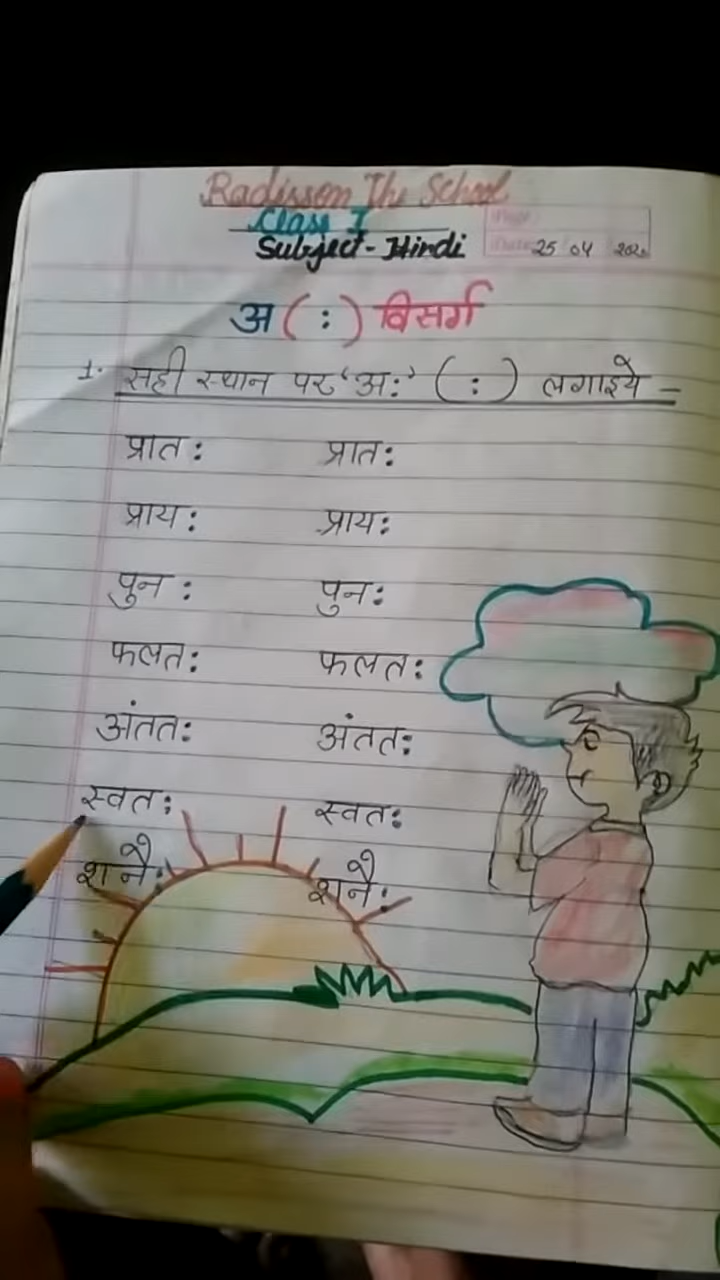 Radisson The School
Class I
Subject - Hindi
Date 25 04
अ ( : ) विसर्ग
1. सही स्थान पर 'अः' ( : ) लगाइये -
प्रात : प्रातः
प्राय : प्रायः
पुन : पुनः
फलतः फलतः
अंततः अंततः
स्वतः स्वतः
शनैः शनैः